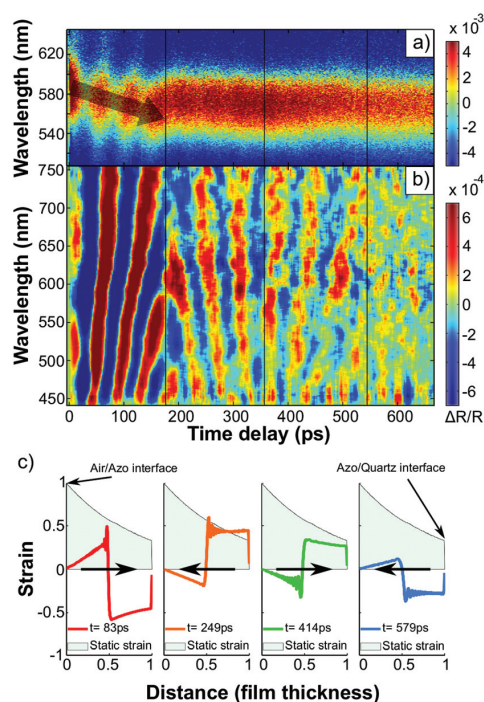 x 10⁻³
a)
Wavelength (nm)
620
580
540
4
2
0
-2
-4
x 10⁻⁴
b)
Wavelength (nm)
750
700
650
600
550
500
450
6
4
2
0
-2
-4
-6
0 100 200 300 400 500 600
ΔR/R
Time delay (ps)
c)
Air/Azo interface
Azo/Quartz interface
Strain
1
0.5
0
-0.5
-1
t= 83ps
Static strain
t= 249ps
Static strain
t= 414ps
Static strain
t= 579ps
Static strain
0 0.5 1 0 0.5 1 0 0.5 1 0 0.5 1
Distance (film thickness)